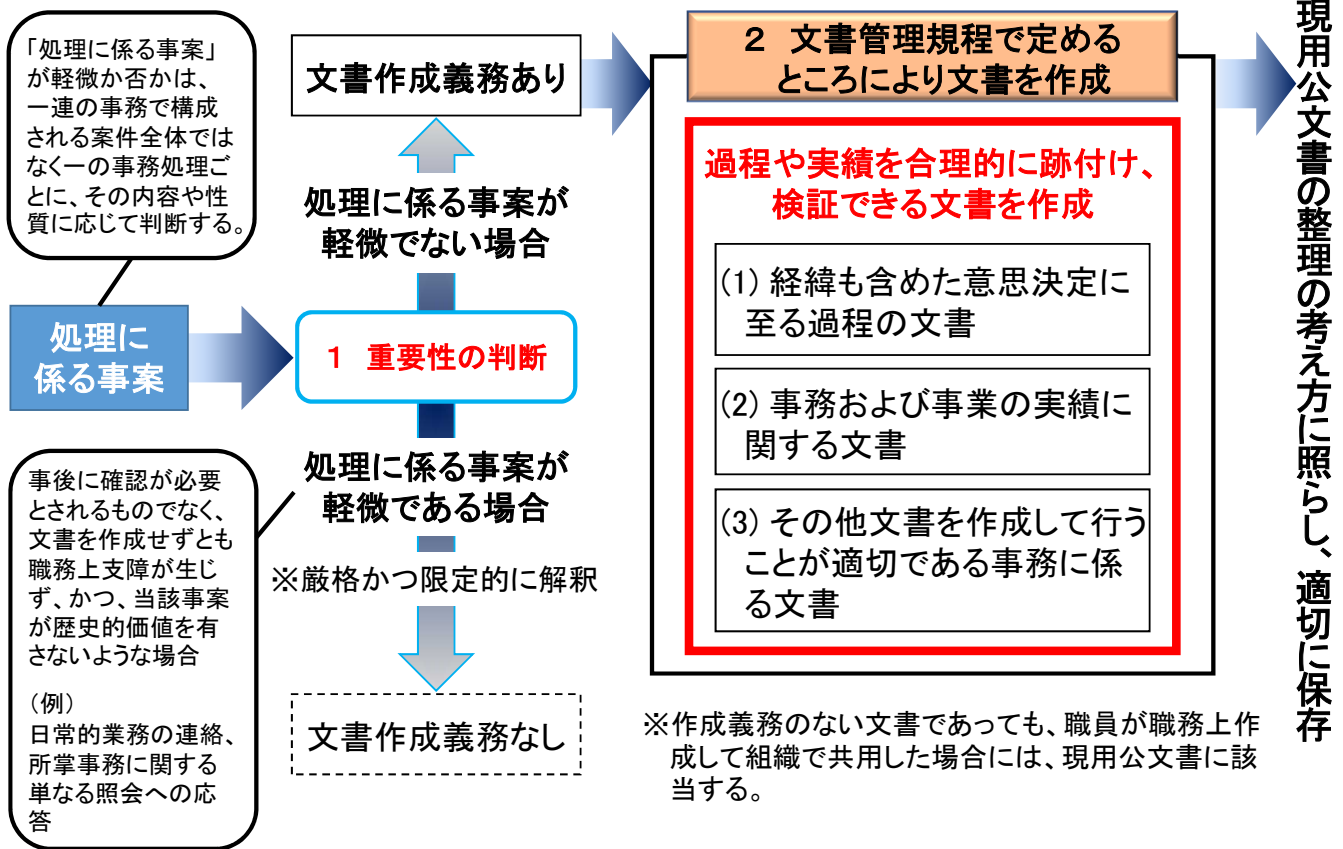 「処理に係る事案」
が軽微か否かは、
一連の事務で構成
される案件全体では
なく一の事務処理ご
とに、その内容や性
質に応じて判断する。
処理に
係る事案
事後に確認が必要
とされるものでなく、
文書を作成せずとも
職務上支障が生じ
ず、かつ、当該事案
が歴史的価値を有
さないような場合
（例）
日常的業務の連絡、
所掌事務に関する
単なる照会への応
答
文書作成義務あり
処理に係る事案が
軽微でない場合
１　重要性の判断
処理に係る事案が
軽微である場合
※厳格かつ限定的に解釈
文書作成義務なし
２　文書管理規程で定める
ところにより文書を作成
過程や実績を合理的に跡付け、
検証できる文書を作成
(1) 経緯も含めた意思決定に
至る過程の文書
(2) 事務および事業の実績に
関する文書
(3) その他文書を作成して行う
ことが適切である事務に係
る文書
※作成義務のない文書であっても、職員が職務上作
成して組織で共用した場合には、現用公文書に該
当する。
現用公文書の整理の考え方に照らし、適切に保存